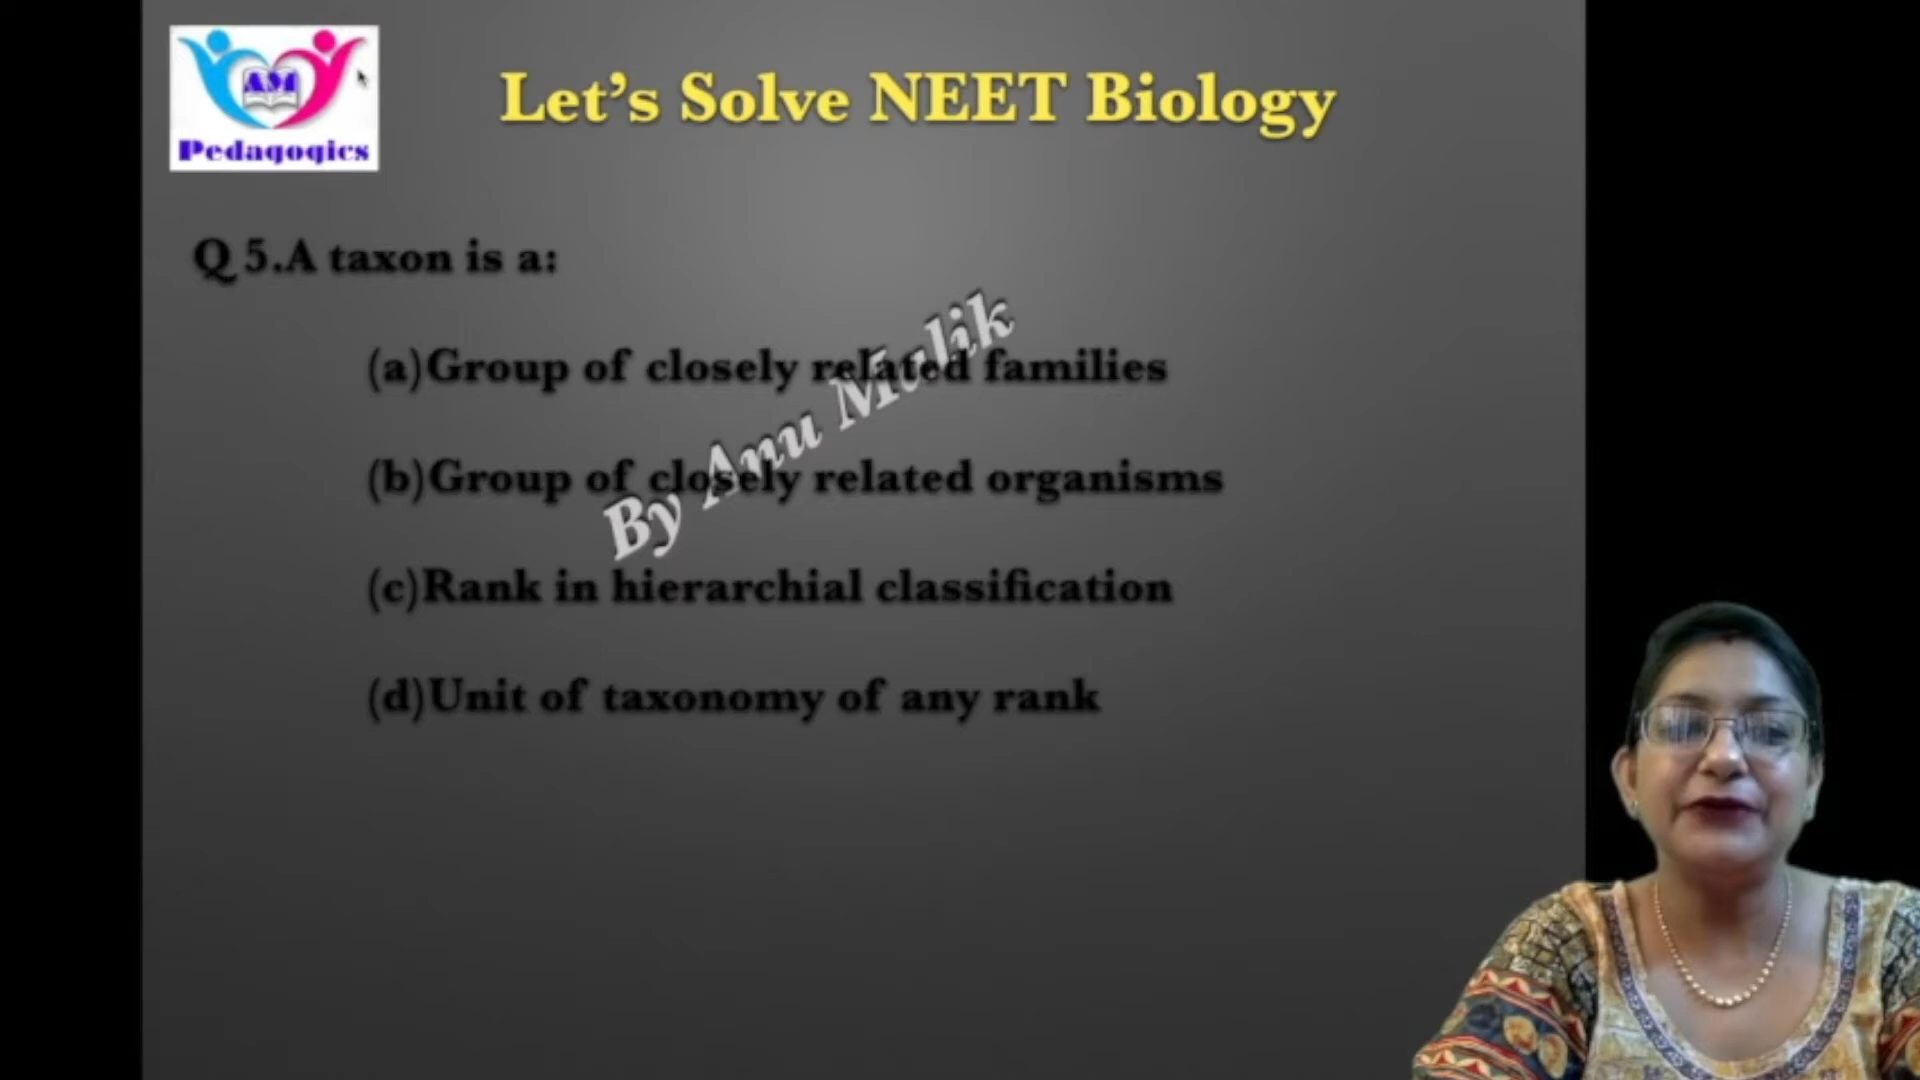 AM
Pedagogics
Let's Solve NEET Biology
Q 5.A taxon is a:
(a)Group of closely related families
(b)Group of closely related organisms
(c)Rank in hierarchial classification
(d)Unit of taxonomy of any rank
By Anu Malik